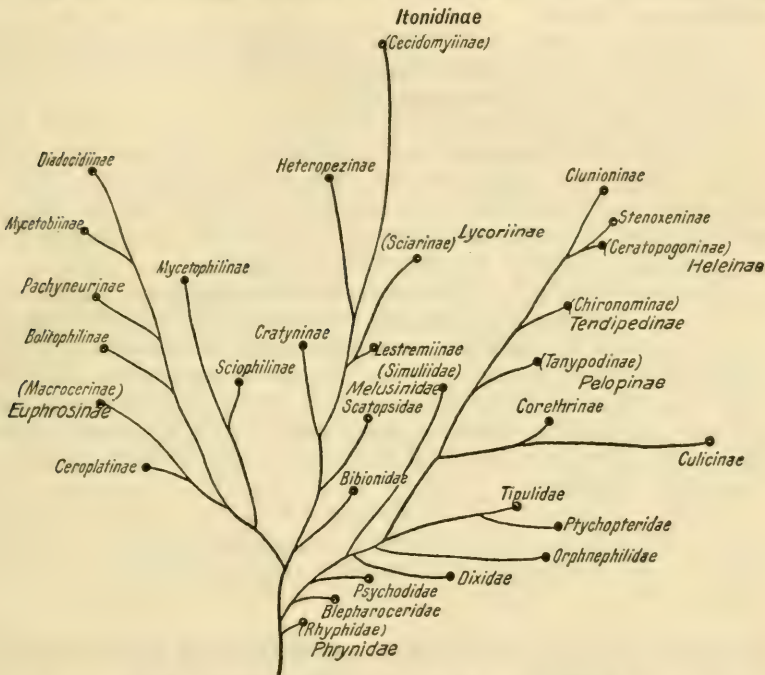 Itonidinae
(Cecidomyiinae)
Diadocidiinae
Heteropezinae
Clunioninae
Mycetobiinae
Stenoxeninae
(Sciarinae) Lycoriinae
(Ceratopogoninae)
Heleinae
Mycetophilinae
Pachyneurinae
(Chironominae)
Tendipedinae
Bolitophilinae
Cratyninae
Lestremiinae
(Simuliidae)
Melusinidae
(Tanypodinae)
Pelopinae
Sciophilinae
(Macrocerinae)
Euphrosinae
Scatopsidae
Corethrinae
Culicinae
Ceroplatinae
Bibionidae
Tipulidae
Ptychopteridae
Orphnephilidae
Dixidae
Psychodidae
Blepharoceridae
(Rhyphidae)
Phrynidae